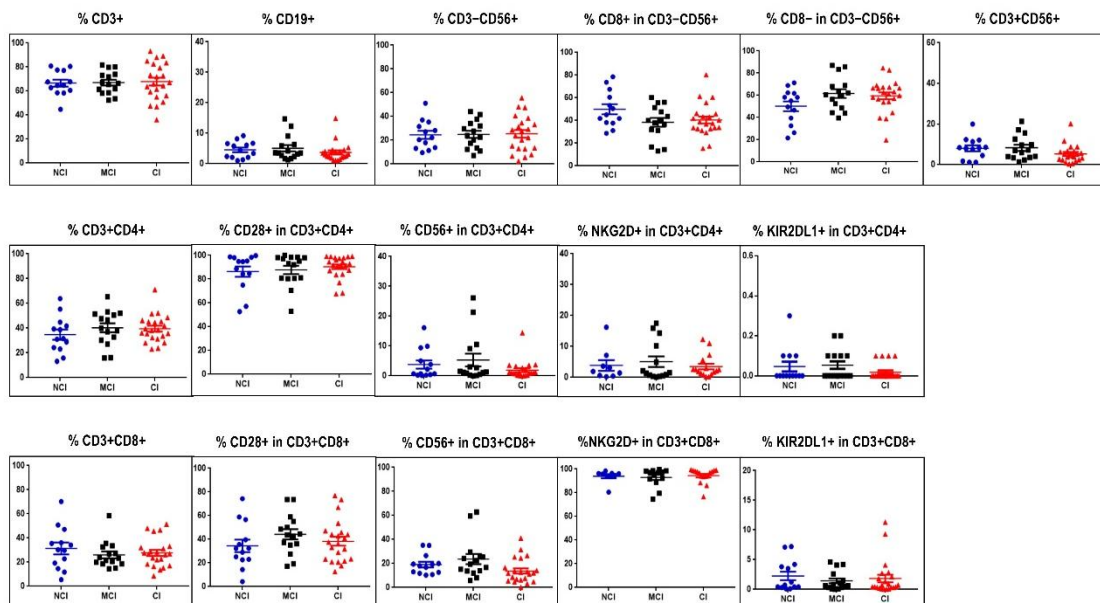 % CD3+
% CD19+
% CD3−CD56+
% CD8+ in CD3−CD56+
% CD8− in CD3−CD56+
% CD3+CD56+
100
80
60
40
20
0
NCI
MCI
CI
40
30
20
10
0
NCI
MCI
CI
100
80
60
40
20
0
NCI
MCI
CI
100
80
60
40
20
0
NCI
MCI
CI
100
80
60
40
20
0
NCI
MCI
CI
60
40
20
0
NCI
MCI
CI
% CD3+CD4+
% CD28+ in CD3+CD4+
% CD56+ in CD3+CD4+
% NKG2D+ in CD3+CD4+
% KIR2DL1+ in CD3+CD4+
100
80
60
40
20
0
NCI
MCI
CI
100
80
60
40
20
0
NCI
MCI
CI
40
30
20
10
0
NCI
MCI
CI
40
30
20
10
0
NCI
MCI
CI
0.6
0.4
0.2
0.0
NCI
MCI
CI
% CD3+CD8+
% CD28+ in CD3+CD8+
% CD56+ in CD3+CD8+
%NKG2D+ in CD3+CD8+
% KIR2DL1+ in CD3+CD8+
100
80
60
40
20
0
NCI
MCI
CI
100
80
60
40
20
0
NCI
MCI
CI
100
80
60
40
20
0
NCI
MCI
CI
100
80
60
40
20
0
NCI
MCI
CI
20
15
10
5
0
NCI
MCI
CI